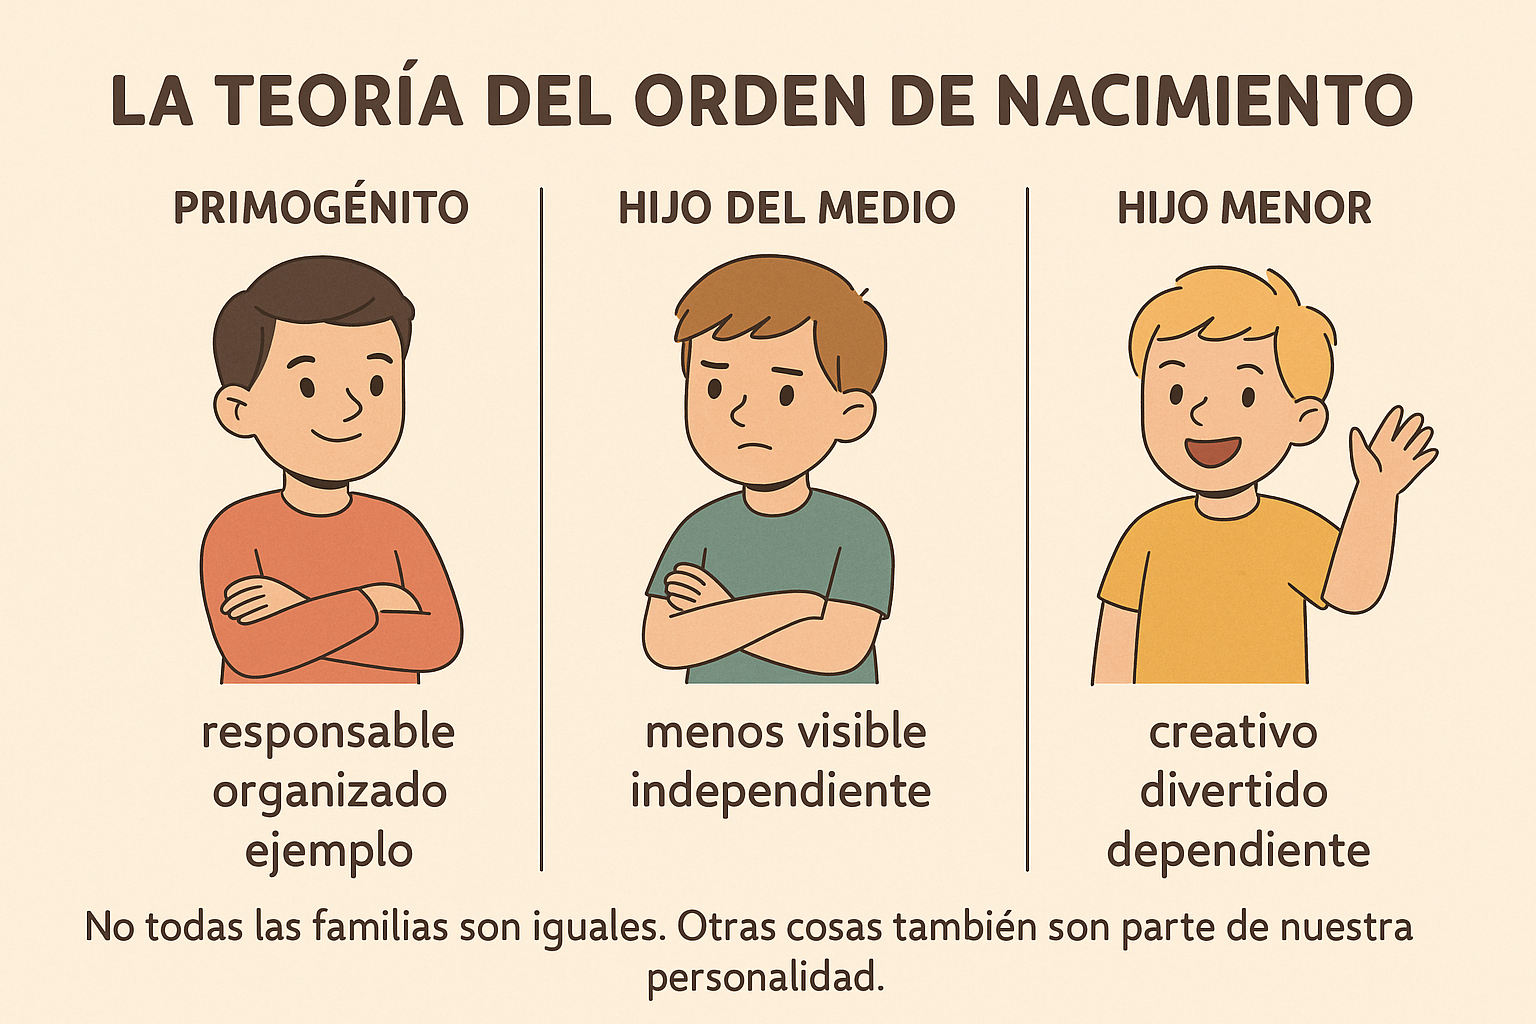 LA TEORÍA DEL ORDEN DE NACIMIENTO
PRIMOGÉNITO
responsable
organizado
ejemplo
HIJO DEL MEDIO
menos visible
independiente
HIJO MENOR
creativo
divertido
dependiente
No todas las familias son iguales. Otras cosas también son parte de nuestra
personalidad.